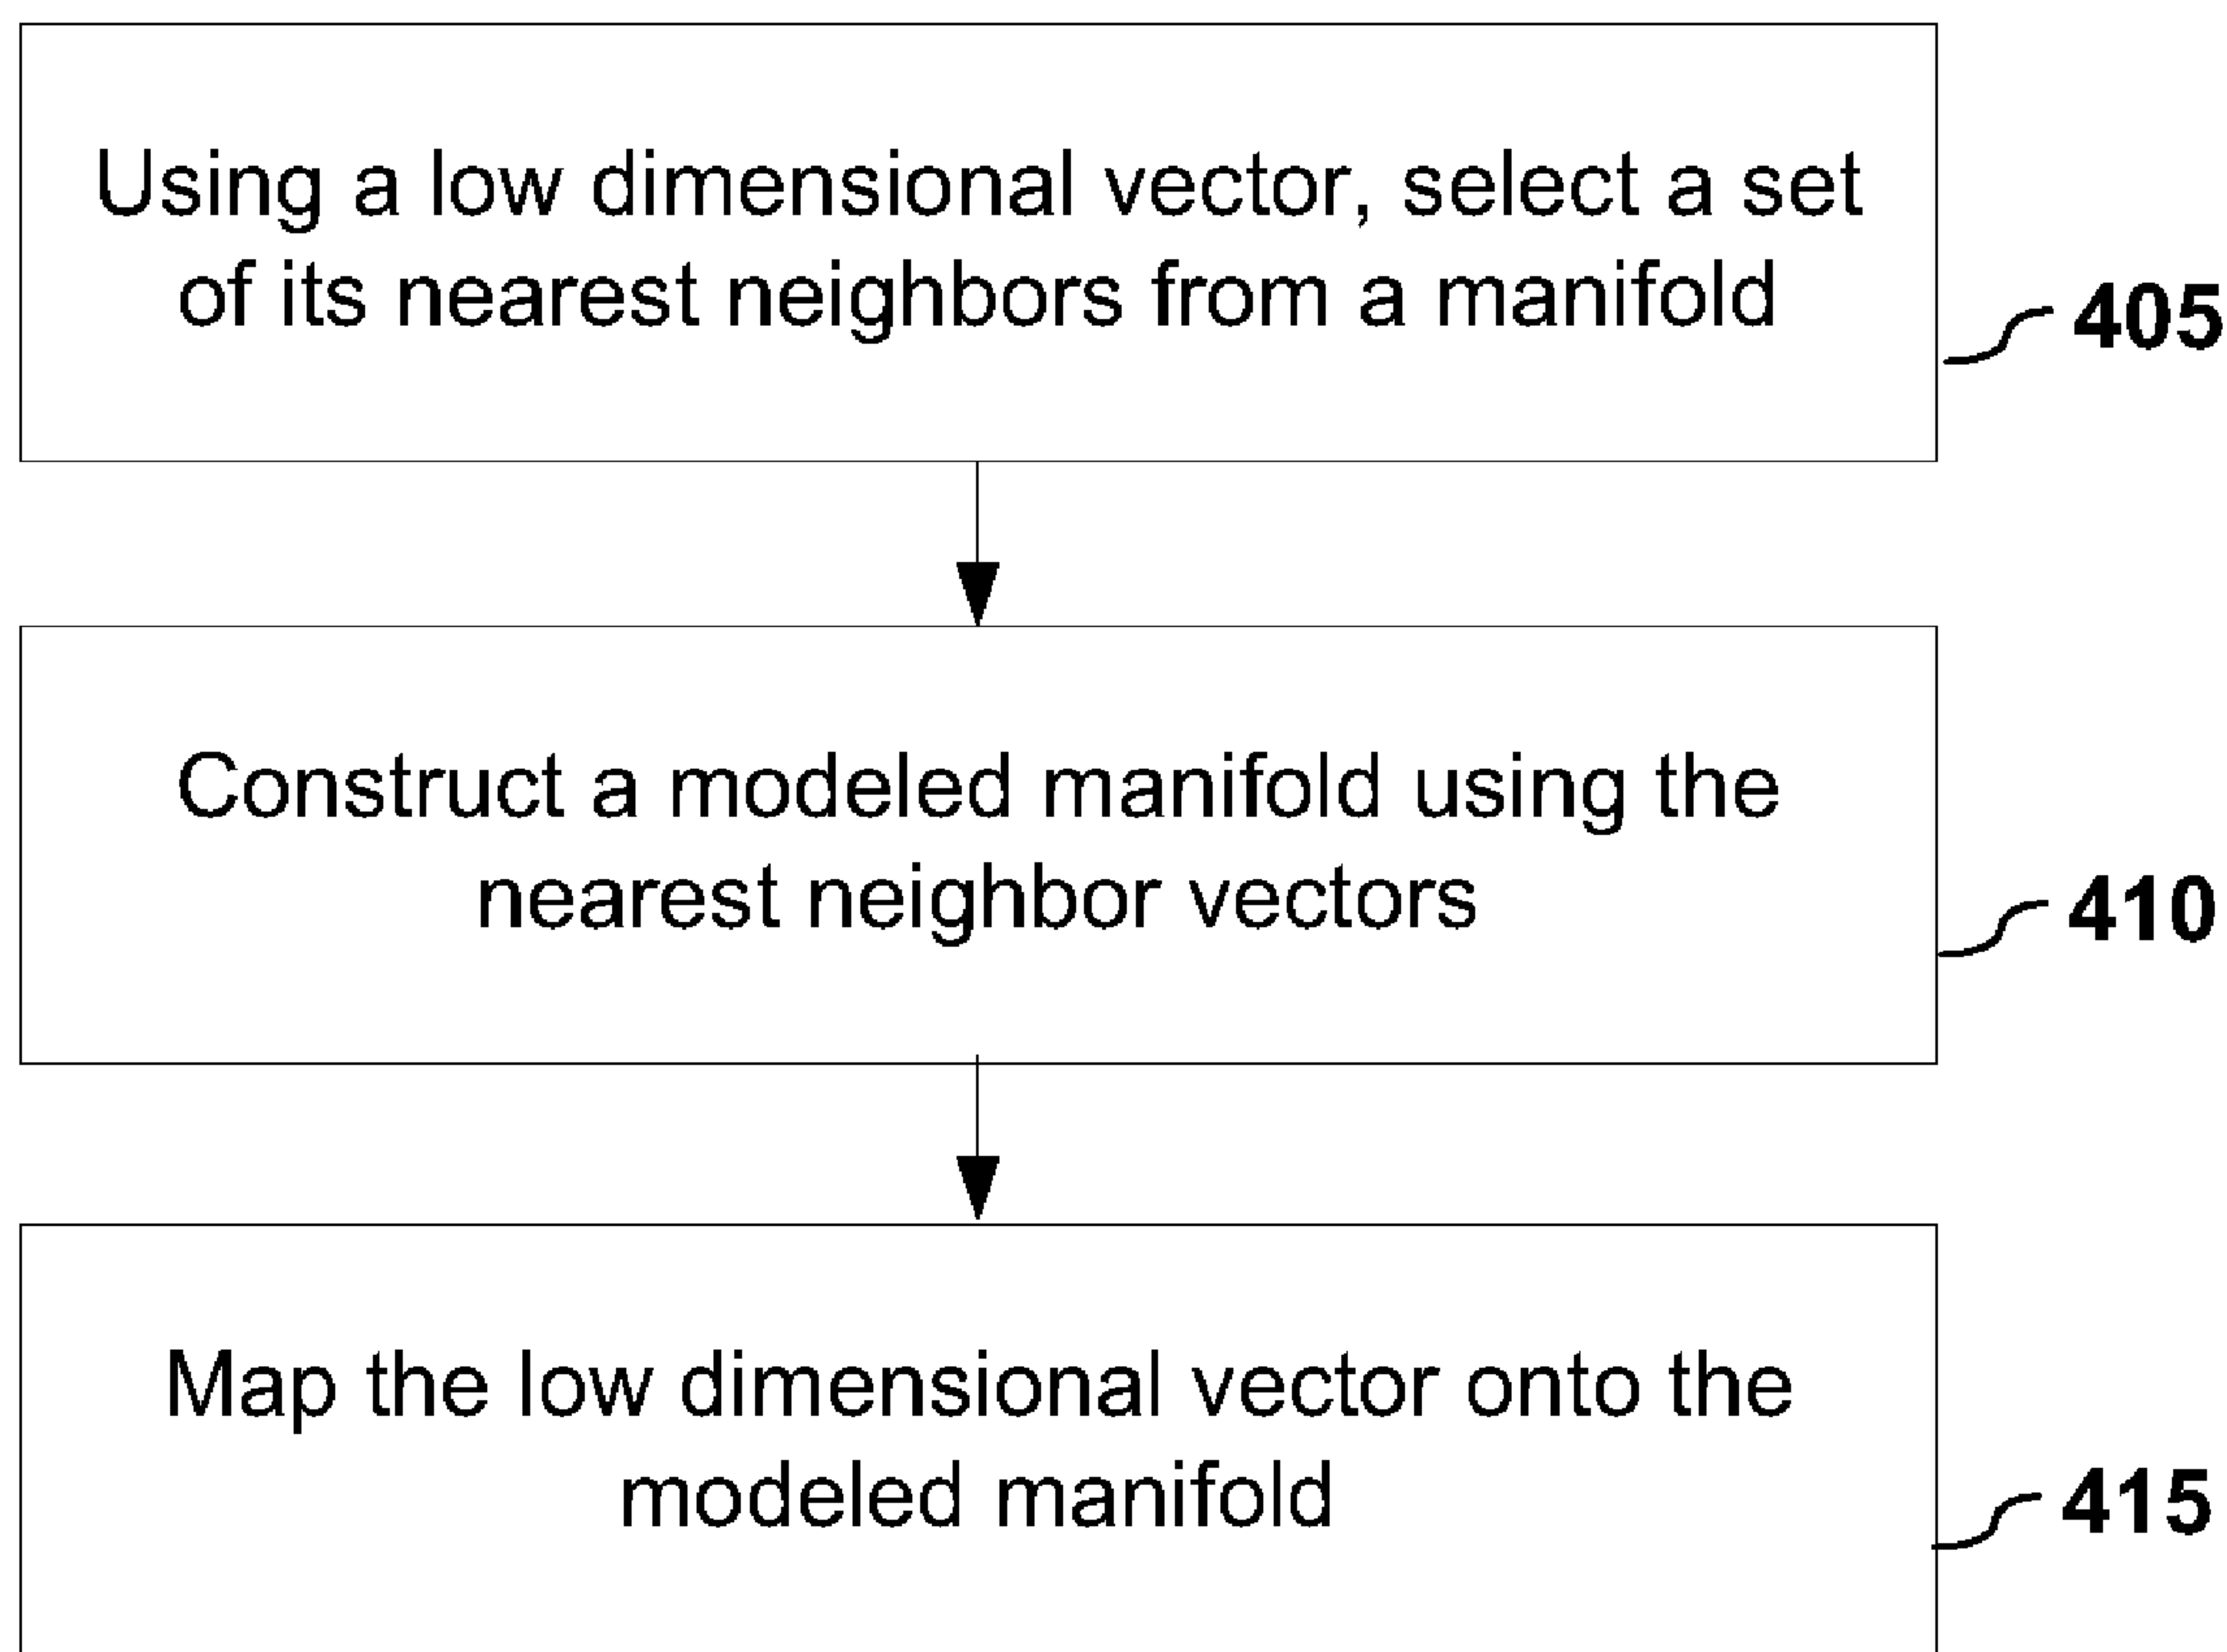 Using a low dimensional vector, select a set
of its nearest neighbors from a manifold
405
Construct a modeled manifold using the
nearest neighbor vectors
410
Map the low dimensional vector onto the
modeled manifold
415